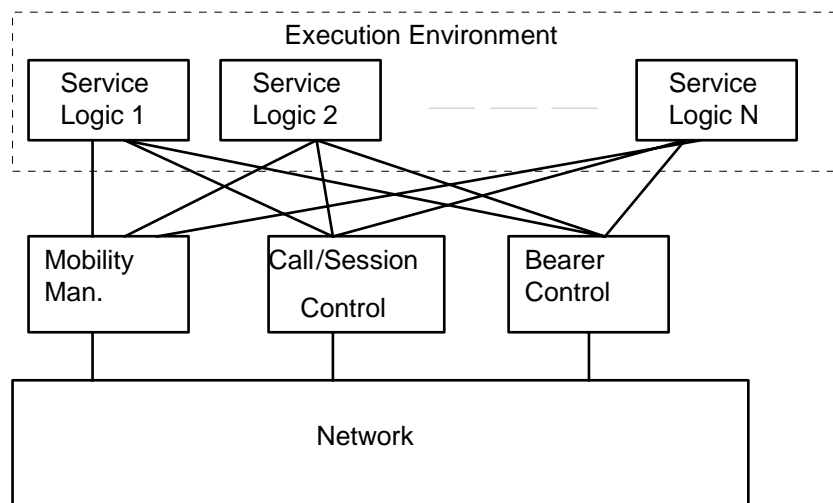 Execution Environment
Service
Logic 1
Service
Logic 2
Service
Logic N
Mobility
Man.
Call/Session
Control
Bearer
Control
Network